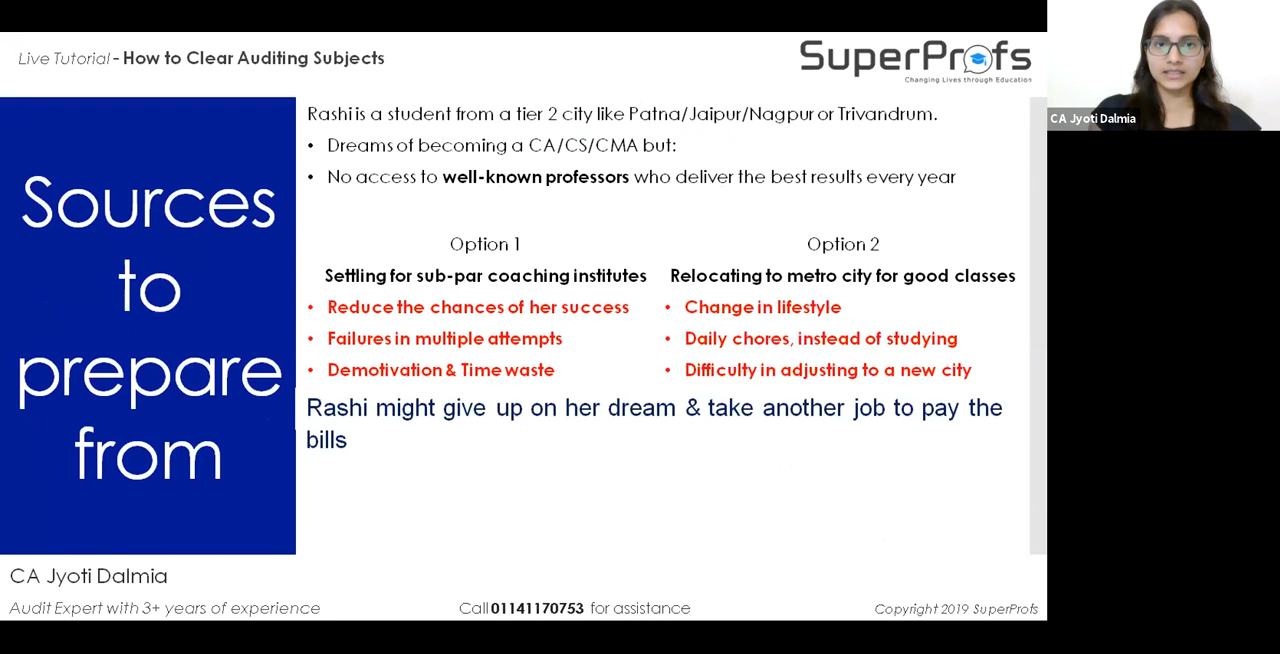 Live Tutorial - How to Clear Auditing Subjects
SuperProfs
Changing Lives through Education
CA Jyoti Dalmia
Sources
to
prepare
from
Rashi is a student from a tier 2 city like Patna/Jaipur/Nagpur or Trivandrum.
• Dreams of becoming a CA/CS/CMA but:
• No access to well-known professors who deliver the best results every year
Option 1
Settling for sub-par coaching institutes
• Reduce the chances of her success
• Failures in multiple attempts
• Demotivation & Time waste
Option 2
Relocating to metro city for good classes
• Change in lifestyle
• Daily chores, instead of studying
• Difficulty in adjusting to a new city
Rashi might give up on her dream & take another job to pay the
bills
CA Jyoti Dalmia
Audit Expert with 3+ years of experience
Call 01141170753 for assistance
Copyright 2019 SuperProfs